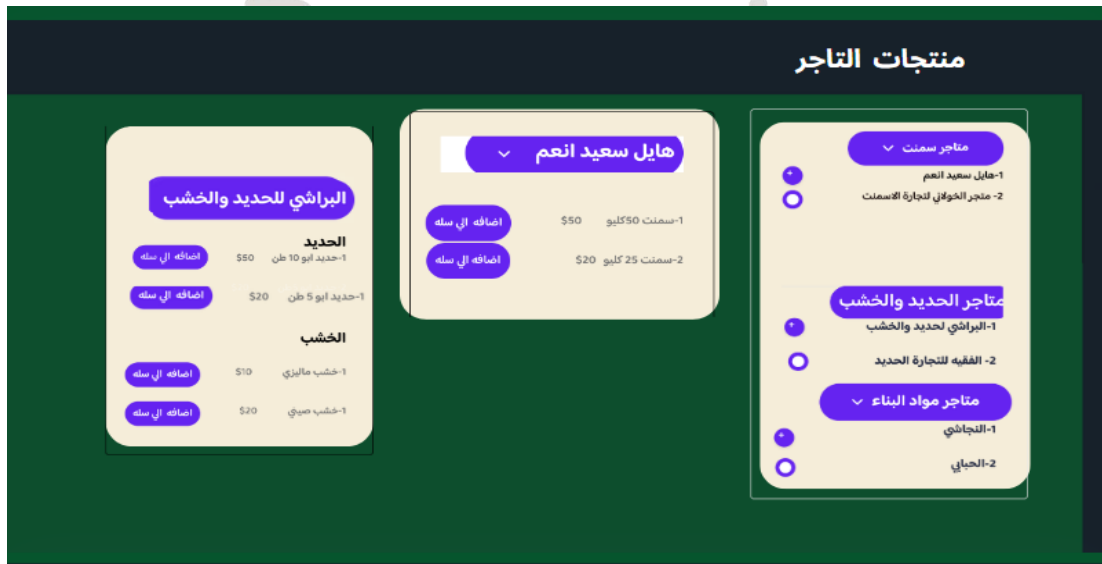 منتجات التاجر
متاجر سمنت
1-هايل سعيد انعم
2- متجر الخولاني لتجارة الاسمنت
متاجر الحديد والخشب
1-البراشي لحديد والخشب
2- الفقيه للتجارة الحديد
متاجر مواد البناء
1-النجاشي
2-الحبابي
هايل سعيد انعم
1-سمنت 50كليو $50 اضافه الي سله
2-سمنت 25 كليو $20 اضافه الي سله
البراشي للحديد والخشب
الحديد
1-حديد ابو 10 طن $50 اضافه الي سله
1-حديد ابو 5 طن $20 اضافه الي سله
الخشب
1-خشب ماليزي $10 اضافه الي سله
1-خشب صيني $20 اضافه الي سله